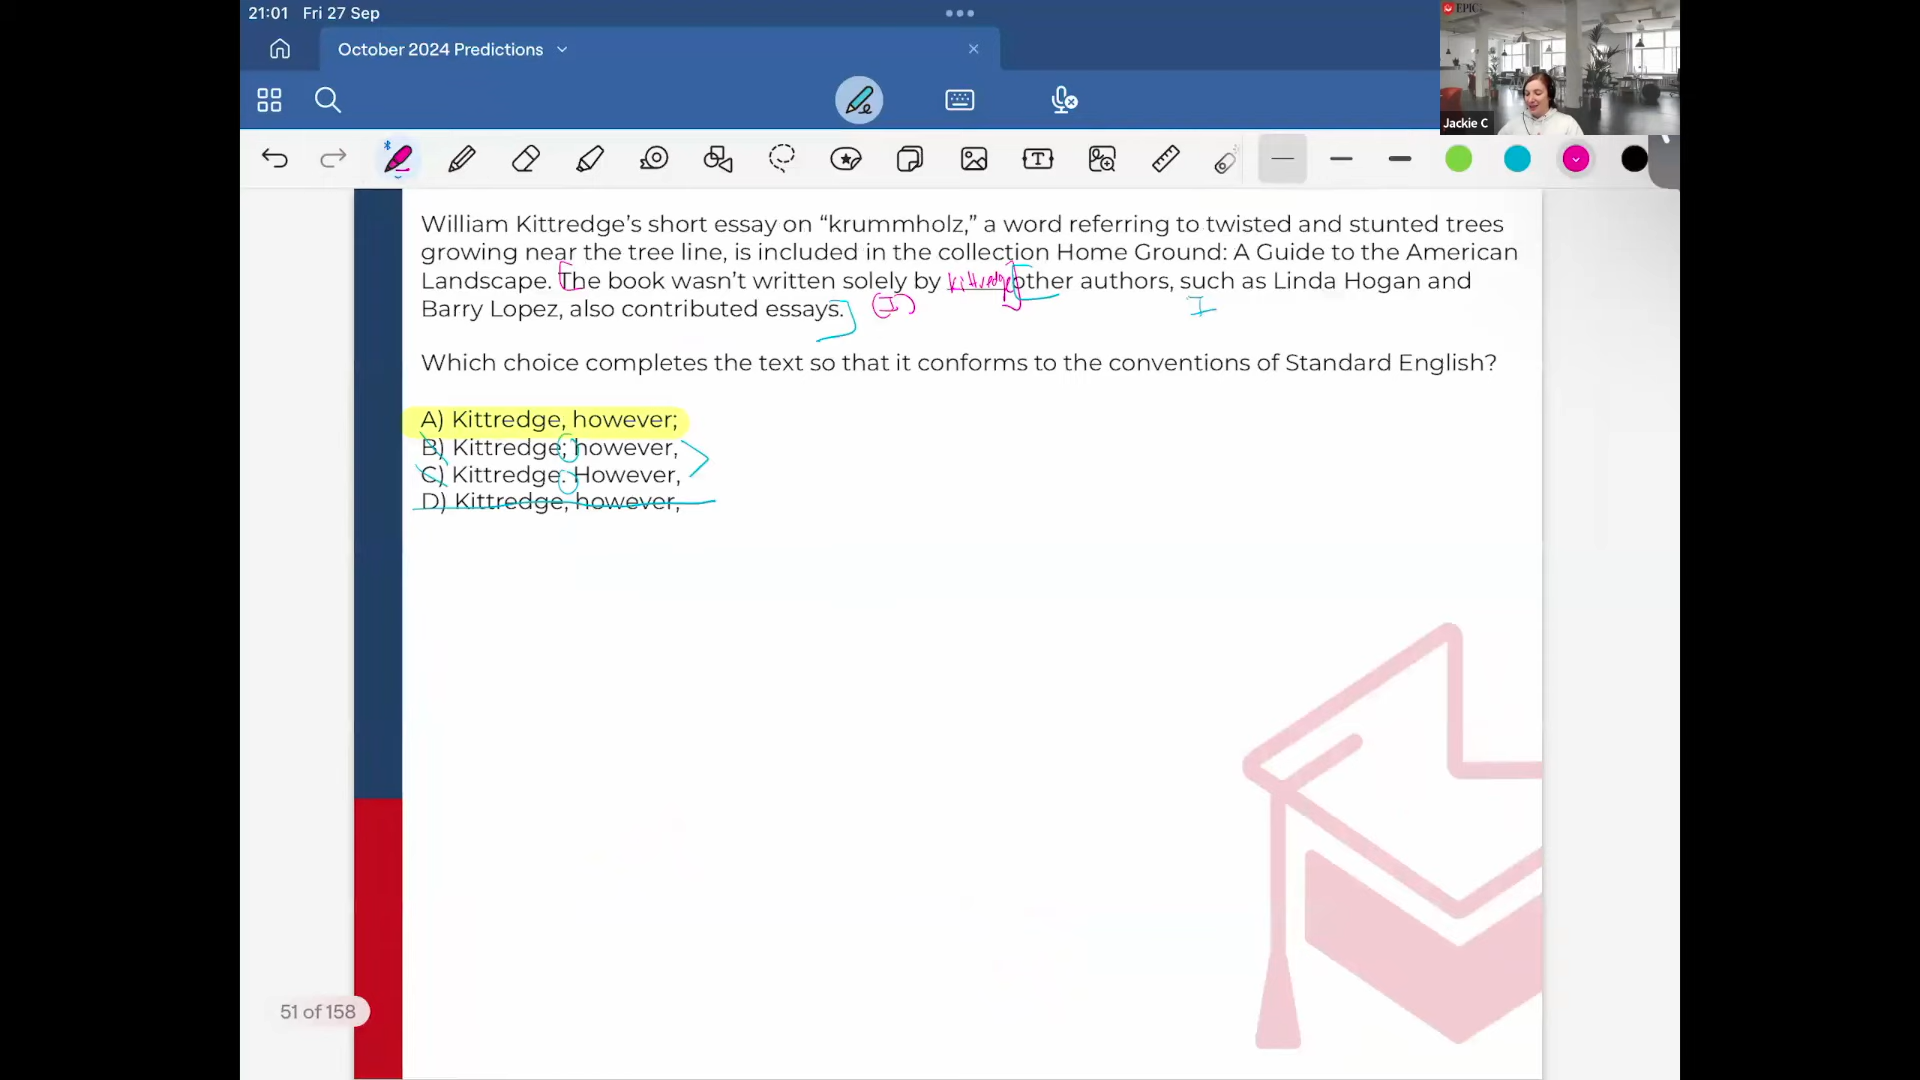 21:01 Fri 27 Sep
EPIC
October 2024 Predictions
Jackie C
William Kittredge’s short essay on “krummholz,” a word referring to twisted and stunted trees
growing near the tree line, is included in the collection Home Ground: A Guide to the American
Landscape. The book wasn’t written solely by Kittredge other authors, such as Linda Hogan and
Barry Lopez, also contributed essays. (I) I
Which choice completes the text so that it conforms to the conventions of Standard English?
A) Kittredge, however;
B) Kittredge; however,
C) Kittredge. However,
D) Kittredge, however,
51 of 158